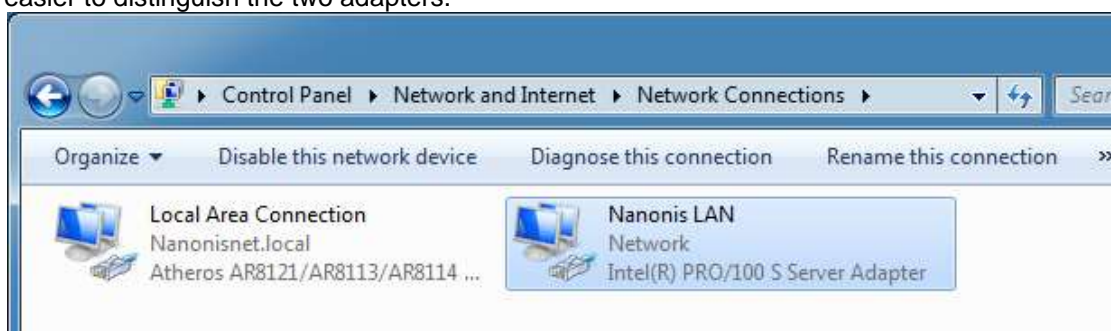 easier to distinguish the two adapters.
Control Panel Network and Internet Network Connections
Organize Disable this network device Diagnose this connection Rename this connection »
Local Area Connection
Nanonisnet.local
Atheros AR8121/AR8113/AR8114 ...
Nanonis LAN
Network
Intel(R) PRO/100 S Server Adapter